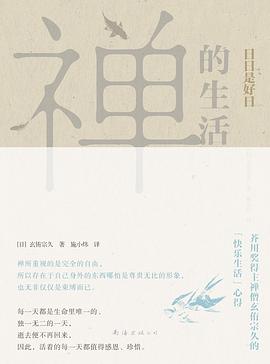 禅
的生活
日日是好日
[日] 玄侑宗久 著 施小炜 译
芥川奖得主禅僧玄侑宗久的
「快乐生活」心得
禅所重视的是完全的自由，
所以存在于自己身外的东西哪怕是尊贵无比的形象，
也无非仅仅是束缚而已。
每一天都是生命里唯一的、
独一无二的一天，
逝去便不再回来，
因此，活着的每一天都值得感恩、珍惜。
南海出版公司